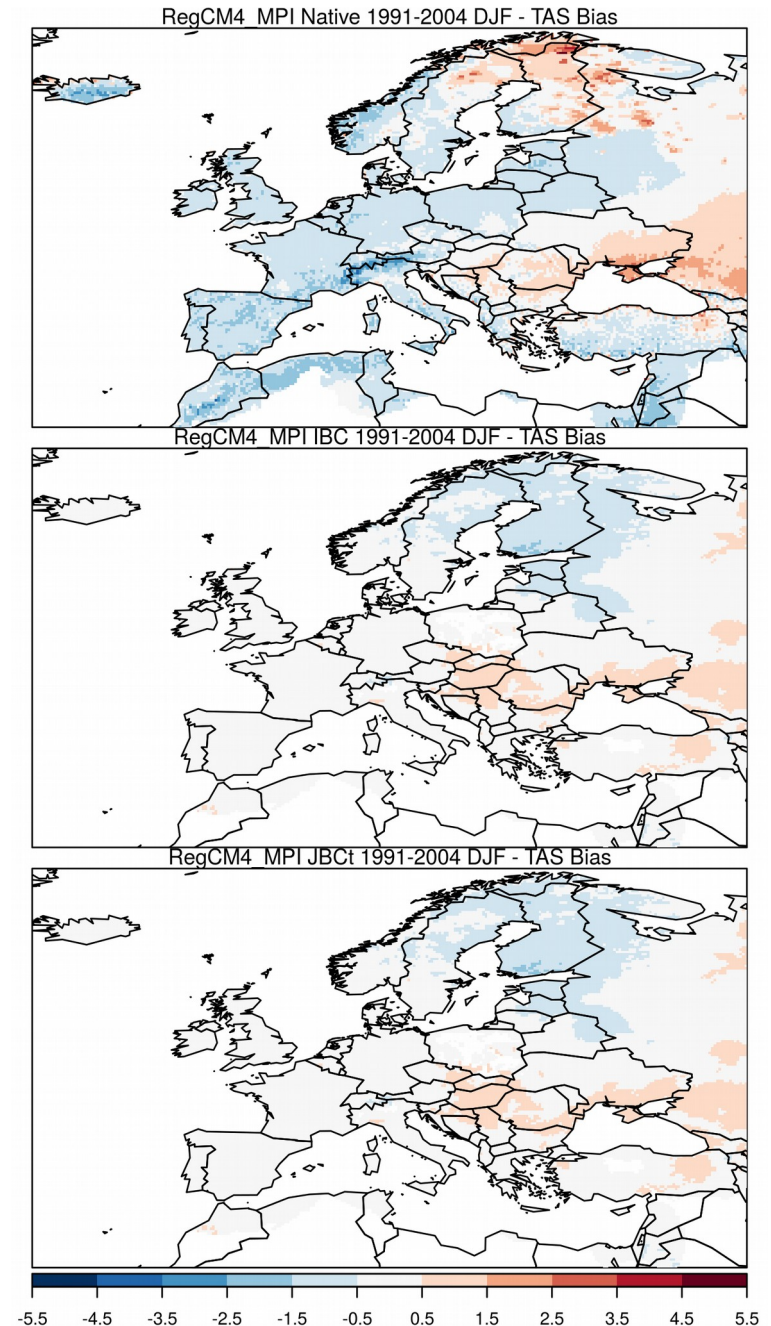 RegCM4_MPI Native 1991-2004 DJF - TAS Bias
RegCM4_MPI IBC 1991-2004 DJF - TAS Bias
RegCM4_MPI JBCt 1991-2004 DJF - TAS Bias
-5.5 -4.5 -3.5 -2.5 -1.5 -0.5 0.5 1.5 2.5 3.5 4.5 5.5